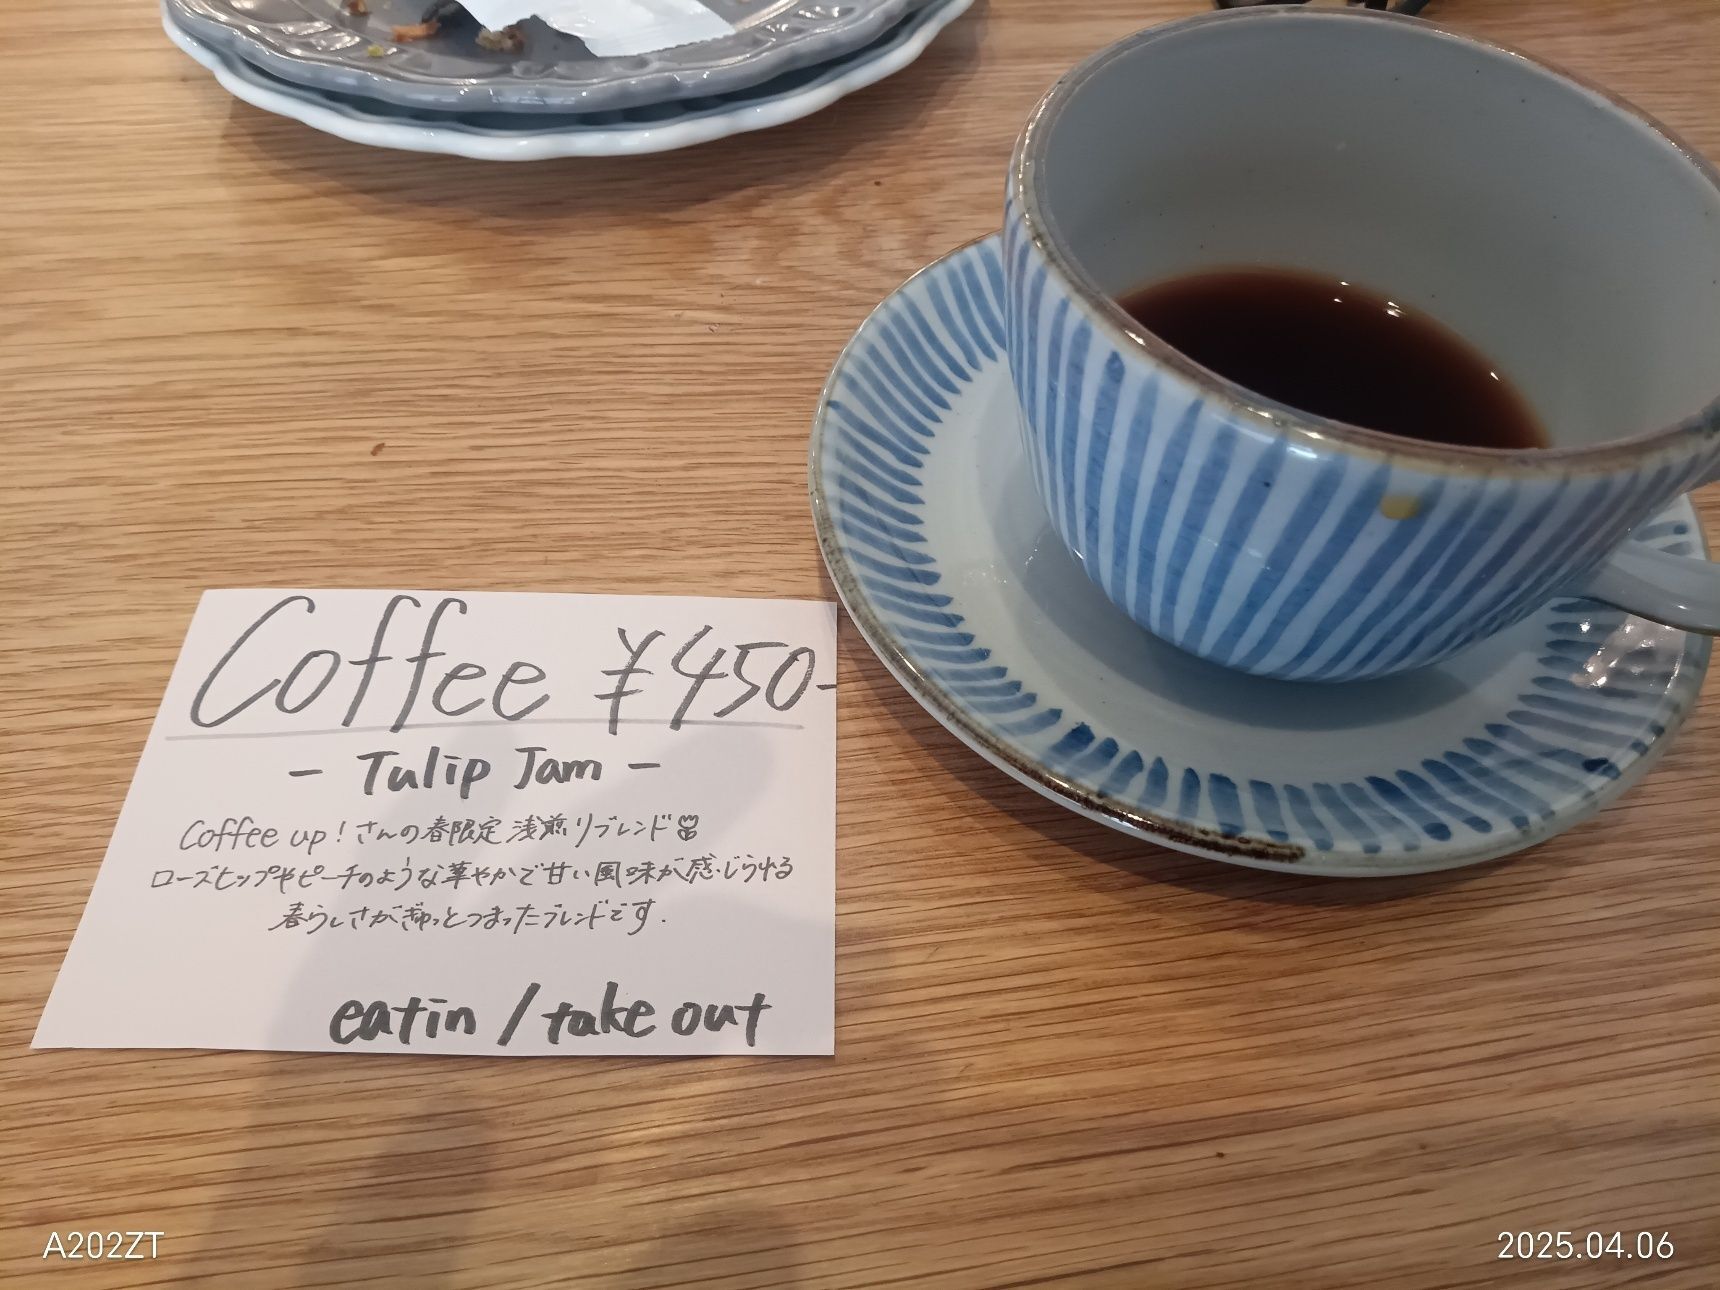 Coffee ¥450-
- Tulip Jam -
Coffee up!さんの春限定 浅煎りブレンド
ローズヒップやピーチのような華やかで甘い風味が感じられる
春らしさがぎゅっとつまったブレンドです.
eatin / take out
A202ZT
2025.04.06